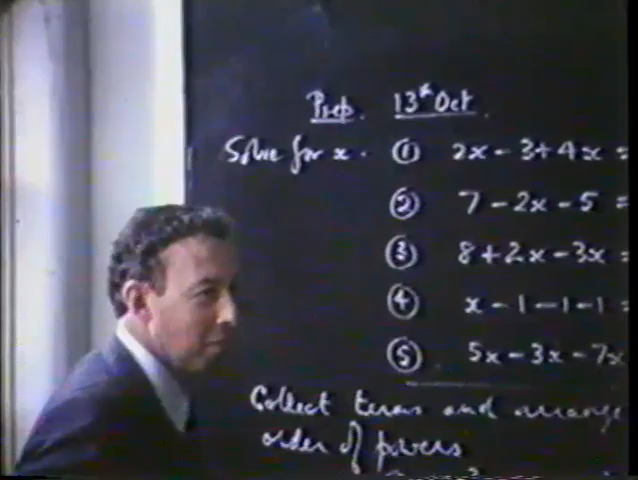 Prep. 13th Oct.
Solve for x. ① 2x - 3 + 4x =
② 7 - 2x - 5 =
③ 8 + 2x - 3x =
④ x - 1 - 1 - 1 =
⑤ 5x - 3x - 7x
Collect terms and arrange
order of powers